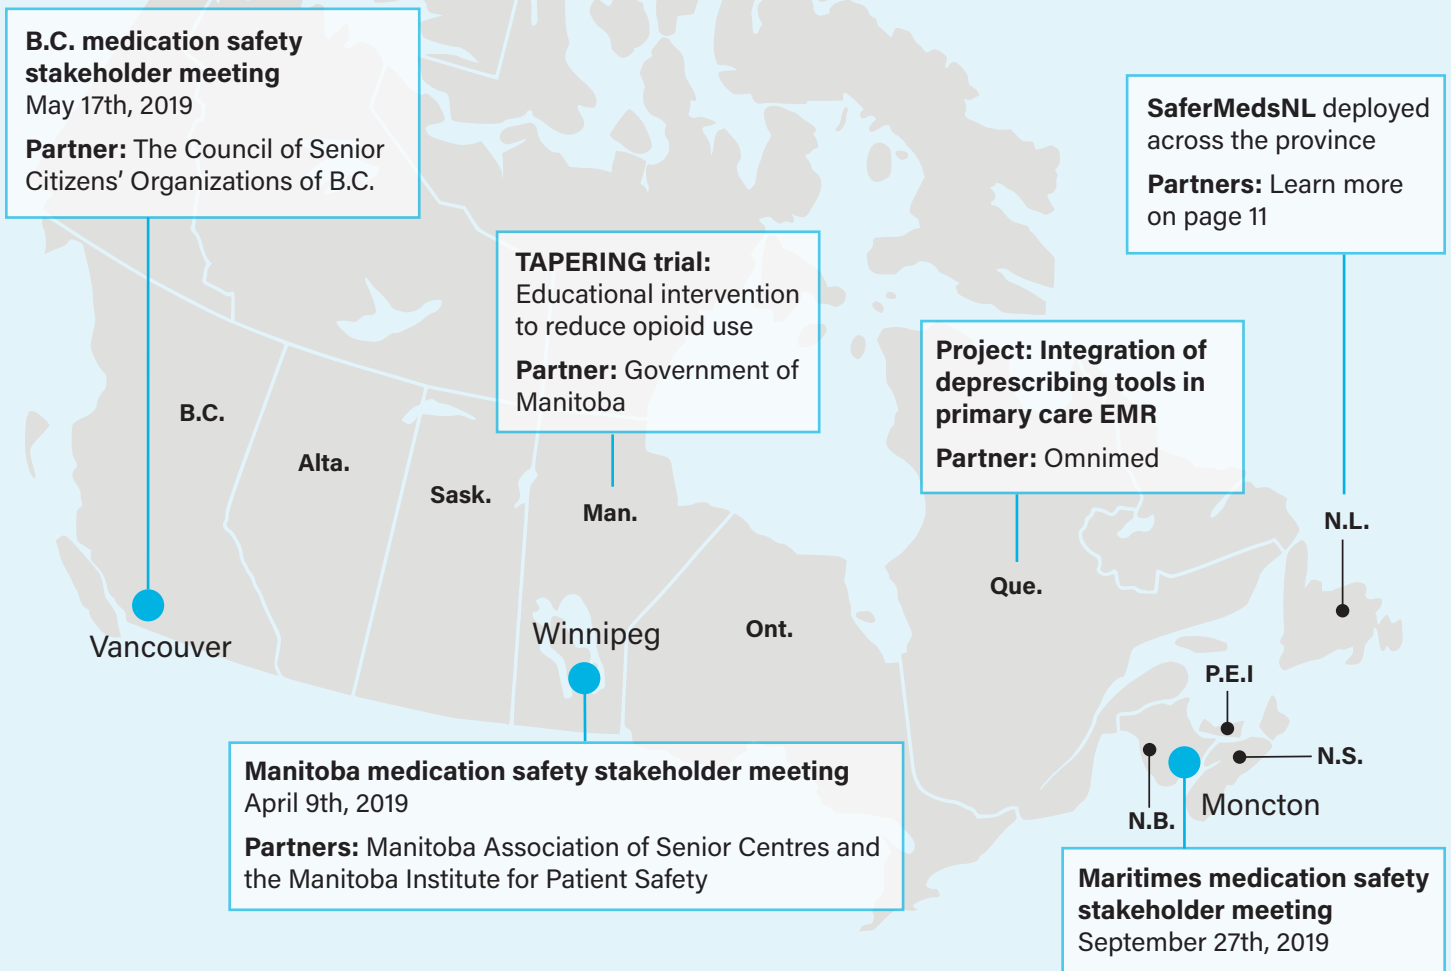 B.C. medication safety
stakeholder meeting
May 17th, 2019
Partner: The Council of Senior
Citizens' Organizations of B.C.
SaferMedsNL deployed
across the province
Partners: Learn more
on page 11
TAPERING trial:
Educational intervention
to reduce opioid use
Partner: Government of
Manitoba
Project: Integration of
deprescribing tools in
primary care EMR
Partner: Omnimed
B.C.
Alta.
Sask.
Man.
N.L.
Que.
Ont.
Vancouver
Winnipeg
P.E.I
N.S.
Moncton
N.B.
Manitoba medication safety stakeholder meeting
April 9th, 2019
Partners: Manitoba Association of Senior Centres and
the Manitoba Institute for Patient Safety
Maritimes medication safety
stakeholder meeting
September 27th, 2019